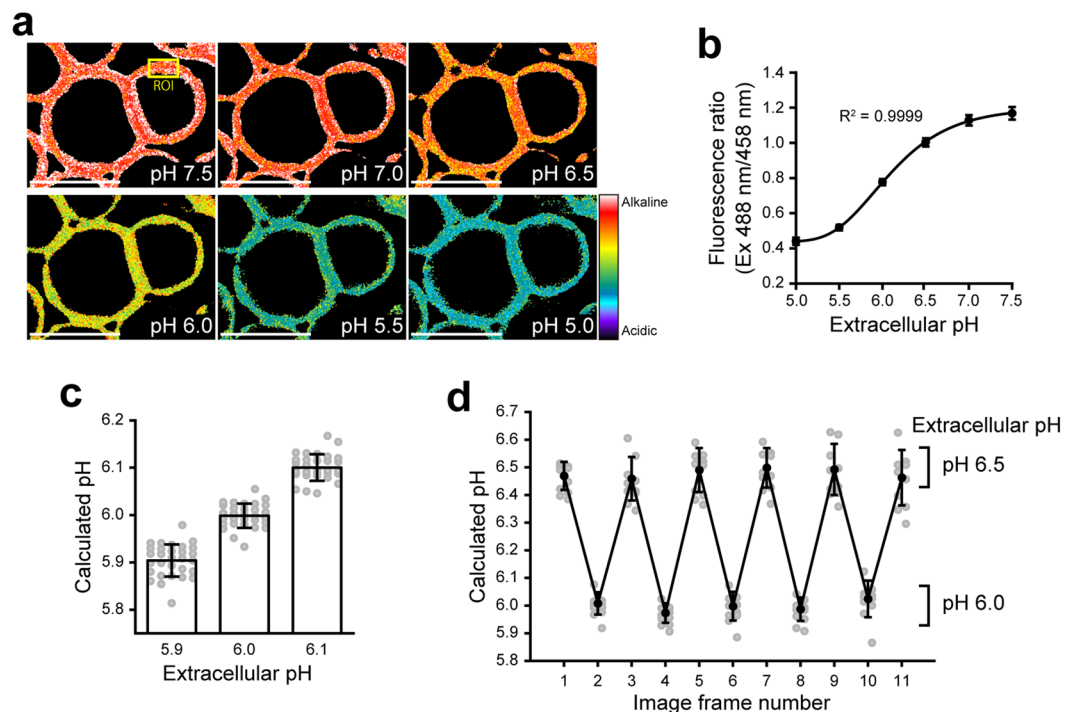 a
ROI
pH 7.5
pH 7.0
pH 6.5
pH 6.0
pH 5.5
pH 5.0
Alkaline
Acidic
b
Fluorescence ratio
(Ex 488 nm/458 nm)
1.4
1.2
1.0
0.8
0.6
0.4
0.2
R² = 0.9999
5.0 5.5 6.0 6.5 7.0 7.5
Extracellular pH
c
Calculated pH
6.2
6.1
6.0
5.9
5.8
5.9 6.0 6.1
Extracellular pH
d
Calculated pH
6.7
6.6
6.5
6.4
6.3
6.2
6.1
6.0
5.9
5.8
1 2 3 4 5 6 7 8 9 10 11
Image frame number
Extracellular pH
pH 6.5
pH 6.0